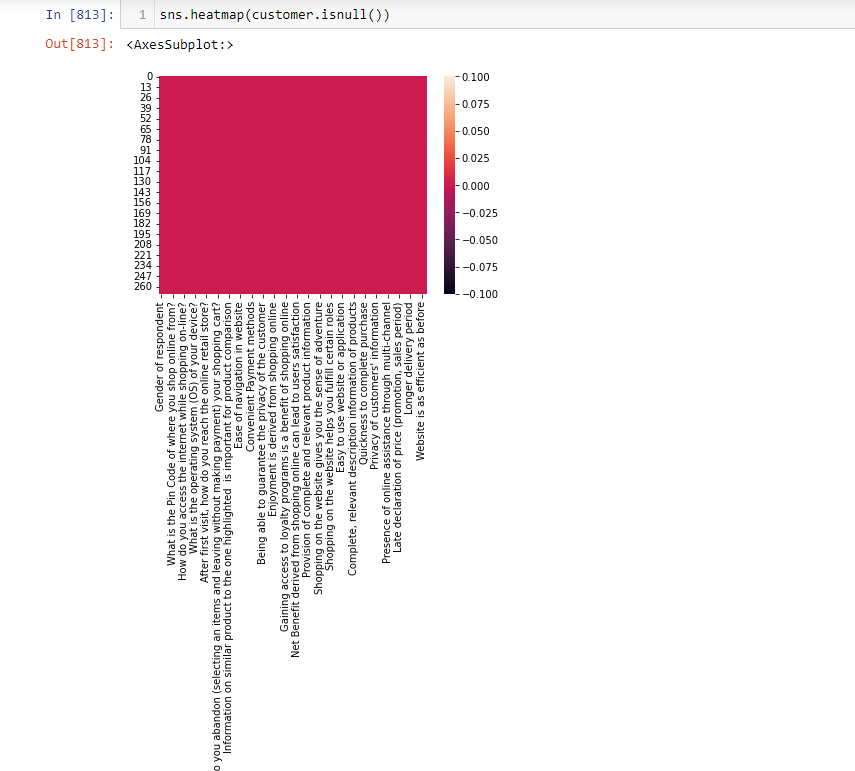 In [813]: 1 sns.heatmap(customer.isnull())
Out[813]: <AxesSubplot:>
0
13
26
39
52
65
78
91
104
117
130
143
156
169
182
195
208
221
234
247
260
0.100
0.075
0.050
0.025
0.000
−0.025
−0.050
−0.075
−0.100
Gender of respondent
What is the Pin Code of where you shop online from?
How do you access the internet while shopping on-line?
What is the operating system (OS) of your device?
After first visit, how do you reach the online retail store?
o you abandon (selecting an items and leaving without making payment) your shopping cart?
Information on similar product to the one highlighted  is important for product comparison
Ease of navigation in website
Convenient Payment methods
Being able to guarantee the privacy of the customer
Enjoyment is derived from shopping online
Gaining access to loyalty programs is a benefit of shopping online
Net Benefit derived from shopping online can lead to users satisfaction
Provision of complete and relevant product information
Shopping on the website gives you the sense of adventure
Shopping on the website helps you fulfill certain roles
Easy to use website or application
Complete, relevant description information of products
Quickness to complete purchase
Privacy of customers' information
Presence of online assistance through multi-channel
Late declaration of price (promotion, sales period)
Longer delivery period
Website is as efficient as before